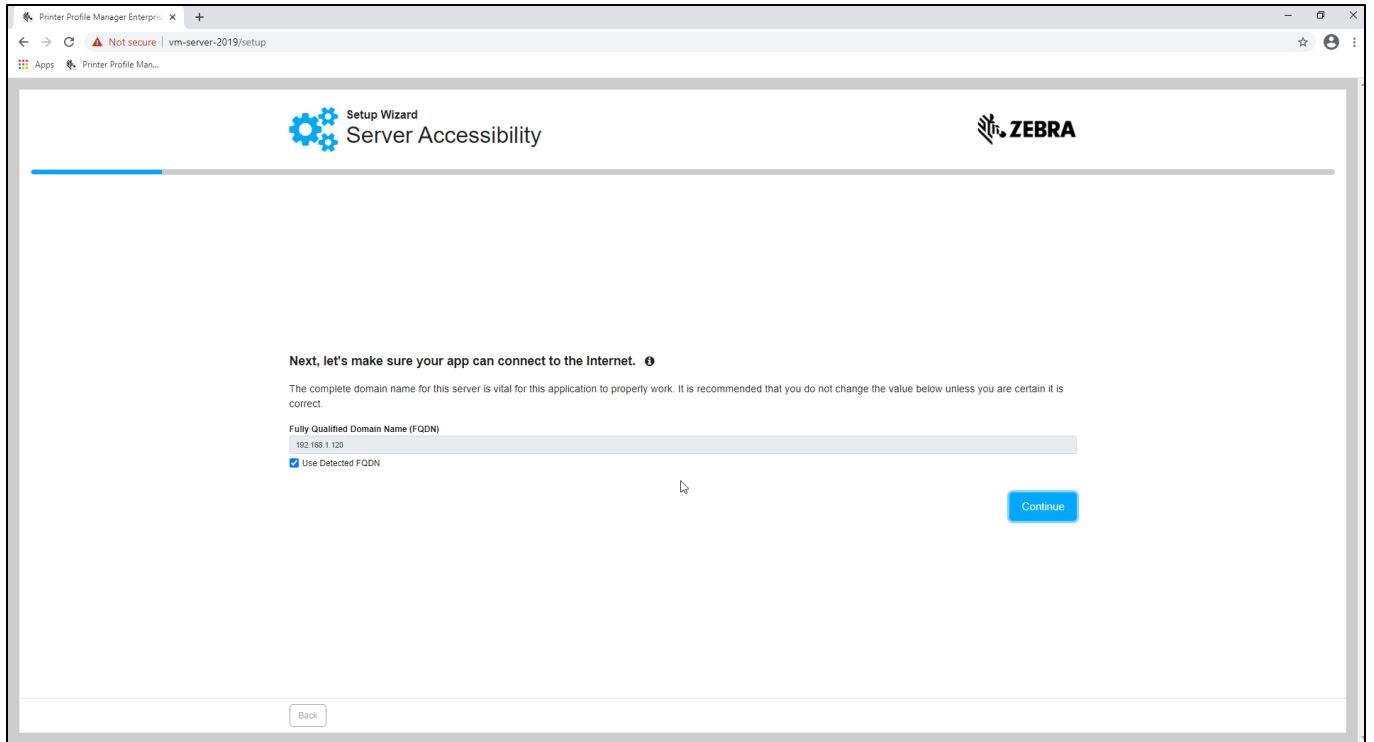 Printer Profile Manager Enterpris
Not secure | vm-server-2019/setup
Apps Printer Profile Man...
Setup Wizard
Server Accessibility
ZEBRA
Next, let's make sure your app can connect to the Internet.
The complete domain name for this server is vital for this application to properly work. It is recommended that you do not change the value below unless you are certain it is
correct.
Fully Qualified Domain Name (FQDN)
192.168.1.120
Use Detected FQDN
Continue
Back